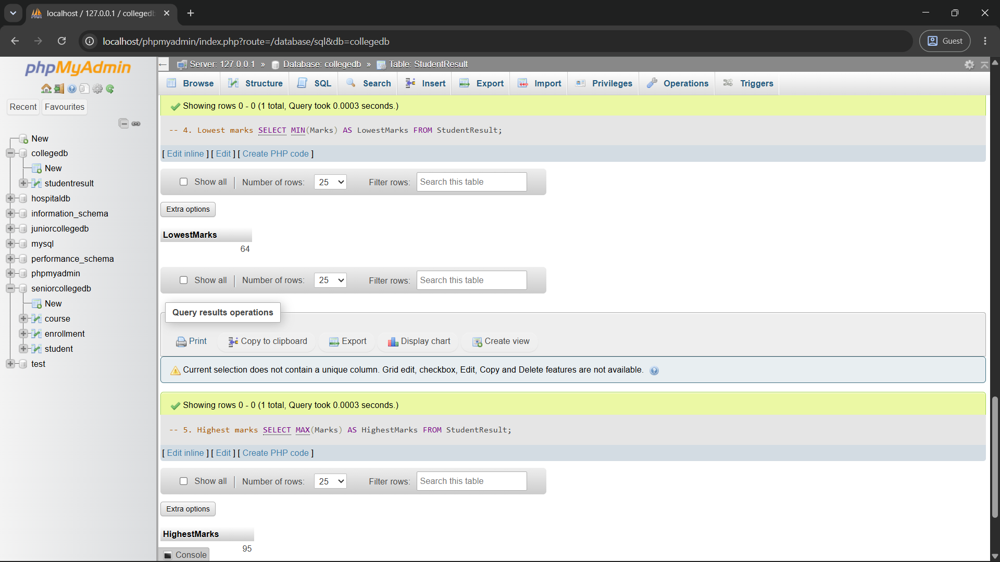 localhost / 127.0.0.1 / collegedb
localhost/phpmyadmin/index.php?route=/database/sql&db=collegedb
Guest
phpMyAdmin
Recent
Favourites
New
collegedb
New
studentresult
hospitaldb
information_schema
juniorcollegedb
mysql
performance_schema
phpmyadmin
seniorcollegedb
New
course
enrollment
student
test
Server: 127.0.0.1 » Database: collegedb » Table: StudentResult
Browse Structure SQL Search Insert Export Import Privileges Operations Triggers
Showing rows 0 - 0 (1 total, Query took 0.0003 seconds.)
-- 4. Lowest marks SELECT MIN(Marks) AS LowestMarks FROM StudentResult;
[ Edit inline ] [ Edit ] [ Create PHP code ]
Show all | Number of rows: 25 Filter rows: Search this table
Extra options
LowestMarks
64
Show all | Number of rows: 25 Filter rows: Search this table
Query results operations
Print Copy to clipboard Export Display chart Create view
Current selection does not contain a unique column. Grid edit, checkbox, Edit, Copy and Delete features are not available.
Showing rows 0 - 0 (1 total, Query took 0.0003 seconds.)
-- 5. Highest marks SELECT MAX(Marks) AS HighestMarks FROM StudentResult;
[ Edit inline ] [ Edit ] [ Create PHP code ]
Show all | Number of rows: 25 Filter rows: Search this table
Extra options
HighestMarks
95
Console